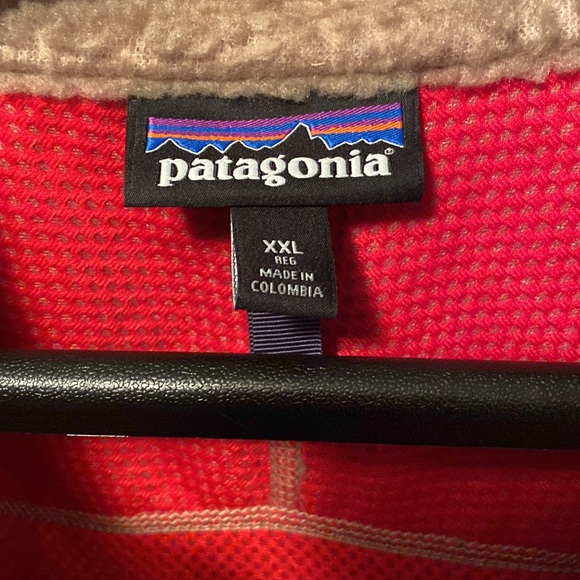 patagonia®
XXL
REG
MADE IN
COLOMBIA